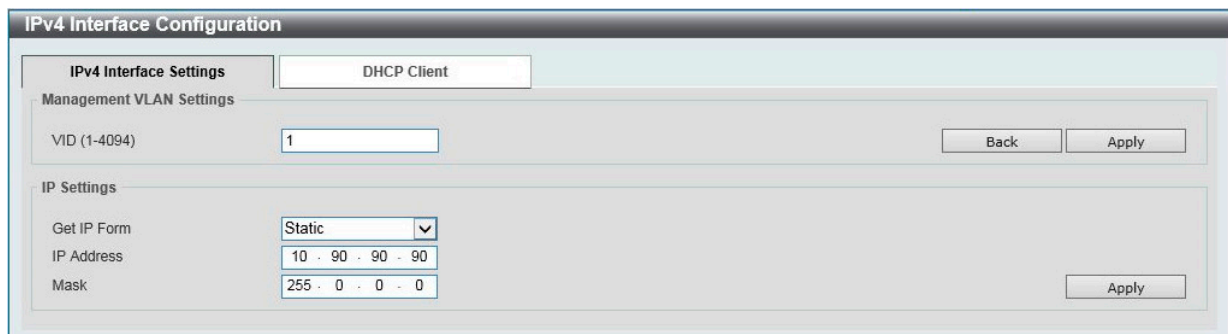 IPv4 Interface Configuration
IPv4 Interface Settings DHCP Client
Management VLAN Settings
VID (1-4094) 1 Back Apply
IP Settings
Get IP Form Static
IP Address 10 . 90 . 90 . 90
Mask 255 . 0 . 0 . 0 Apply